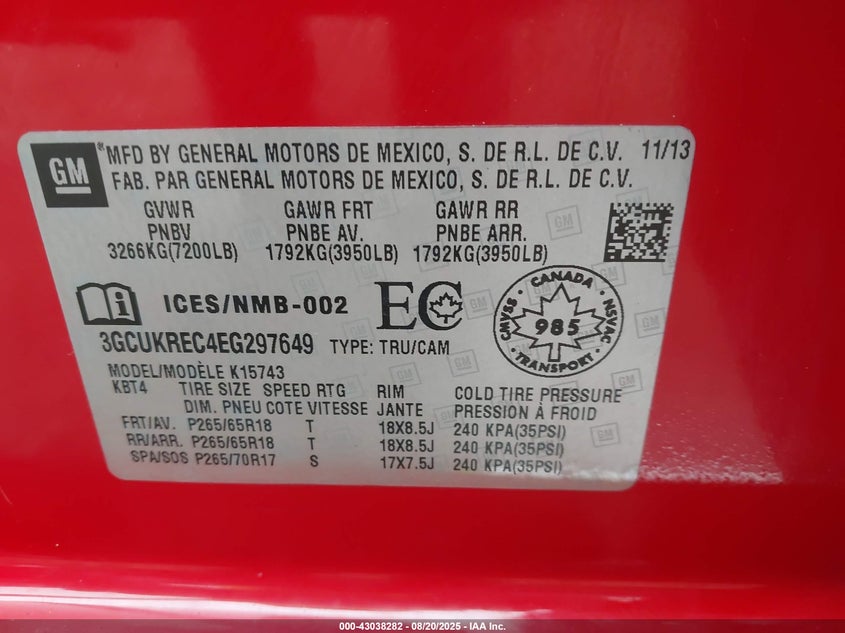 GM ® MFD BY GENERAL MOTORS DE MEXICO, S. DE R.L. DE C.V. 11/13
FAB. PAR GENERAL MOTORS DE MEXICO, S. DE R.L. DE C.V.
GVWR GAWR FRT GAWR RR
PNBV PNBE AV. PNBE ARR.
3266KG(7200LB) 1792KG(3950LB) 1792KG(3950LB)
ICES/NMB-002 EC CANADA CMVSS 985 NSVAC TRANSPORT
3GCUKREC4EG297649 TYPE: TRU/CAM
MODEL/MODÈLE K15743
KBT4 TIRE SIZE SPEED RTG RIM COLD TIRE PRESSURE
DIM. PNEU COTE VITESSE JANTE PRESSION À FROID
FRT/AV. P265/65R18 T 18X8.5J 240 KPA(35PSI)
RR/ARR. P265/65R18 T 18X8.5J 240 KPA(35PSI)
SPA/SOS P265/70R17 S 17X7.5J 240 KPA(35PSI)
000-43038282 - 08/20/2025 - IAA Inc.